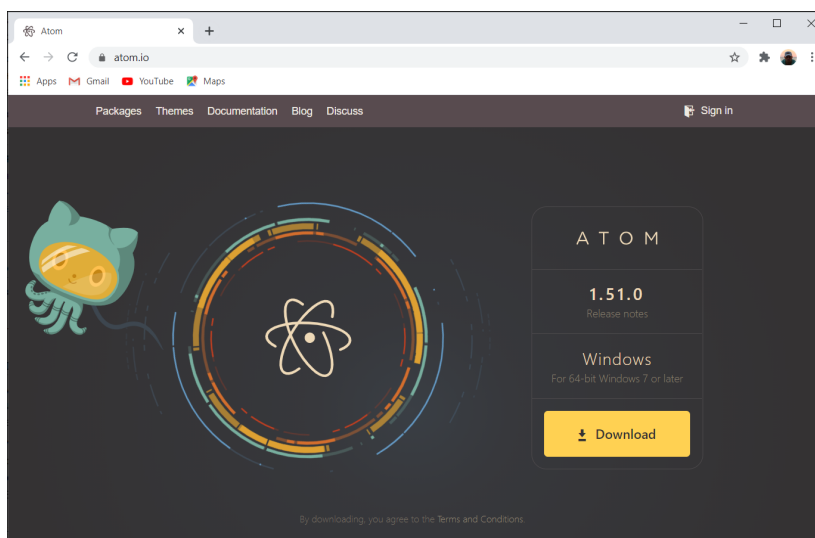 Atom
atom.io
Apps Gmail YouTube Maps
Packages Themes Documentation Blog Discuss Sign in
ATOM
1.51.0
Release notes
Windows
For 64-bit Windows 7 or later
Download
By downloading, you agree to the Terms and Conditions.